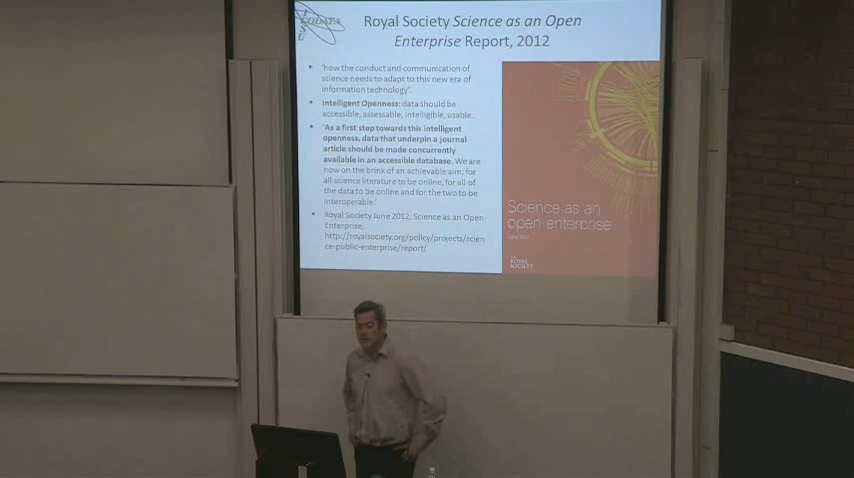 CODATA
Royal Society Science as an Open
Enterprise Report, 2012
• 'how the conduct and communication of
science needs to adapt to this new era of
information technology'.
• Intelligent Openness: data should be
accessible, assessable, intelligible, usable.
• 'As a first step towards this intelligent
openness, data that underpin a journal
article should be made concurrently
available in an accessible database. We are
now on the brink of an achievable aim: for
all science literature to be online, for all of
the data to be online and for the two to be
interoperable.'
• Royal Society June 2012, Science as an Open
Enterprise,
http://royalsociety.org/policy/projects/scien
ce-public-enterprise/report/
Science as an
open enterprise
June 2012
THE
ROYAL
SOCIETY